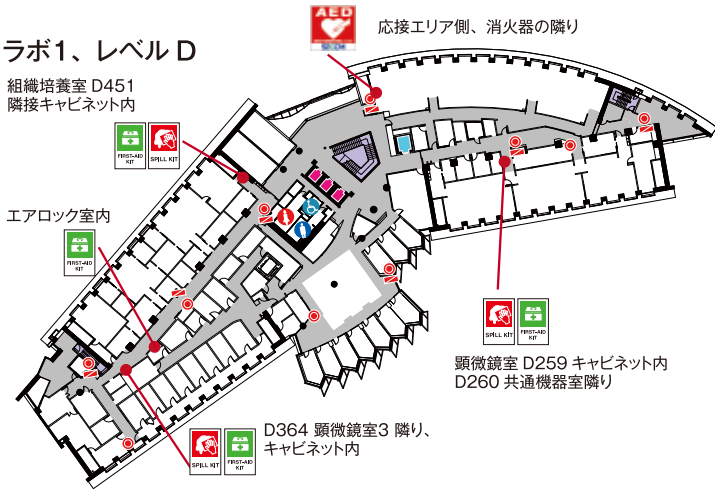 AED
応接エリア側、消火器の隣り
ラボ1、レベル D
組織培養室 D451
隣接キャビネット内
FIRST-AID
KIT
SPILL KIT
エアロック室内
FIRST-AID
KIT
SPILL KIT
FIRST-AID
KIT
顕微鏡室 D259 キャビネット内
D260 共通機器室隣り
D364 顕微鏡室3 隣り、
キャビネット内
SPILL KIT
FIRST-AID
KIT